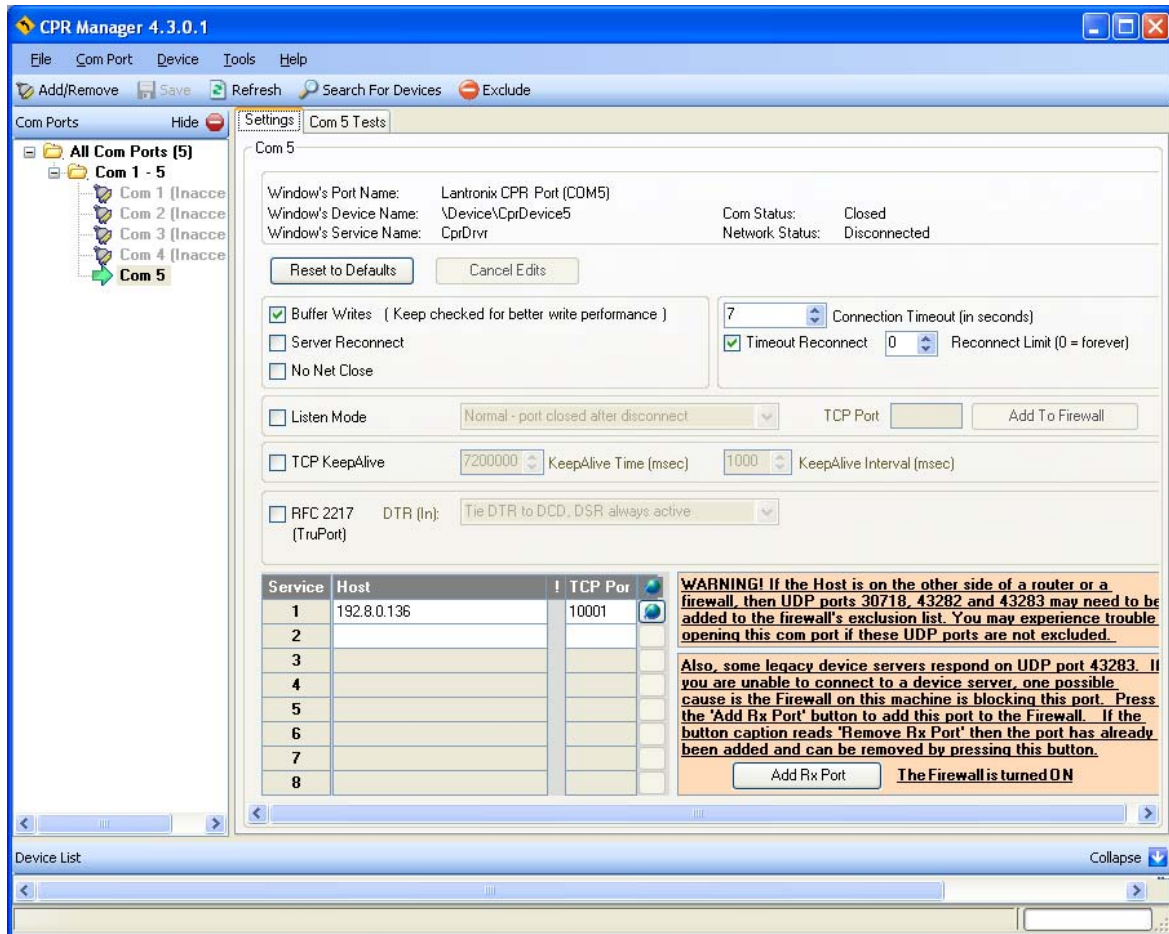 CPR Manager 4.3.0.1
File Com Port Device Tools Help
Add/Remove Save Refresh Search For Devices Exclude
Com Ports Hide
Settings Com 5 Tests
All Com Ports (5)
Com 1 - 5
Com 1 (Inacce
Com 2 (Inacce
Com 3 (Inacce
Com 4 (Inacce
Com 5
Com 5
Window's Port Name: Lantronix CPR Port (COM5)
Window's Device Name: \Device\CprDevice5 Com Status: Closed
Window's Service Name: CprDrvr Network Status: Disconnected
Reset to Defaults Cancel Edits
Buffer Writes ( Keep checked for better write performance )
Server Reconnect
No Net Close
7 Connection Timeout (in seconds)
Timeout Reconnect 0 Reconnect Limit (0 = forever)
Listen Mode Normal - port closed after disconnect TCP Port Add To Firewall
TCP KeepAlive 7200000 KeepAlive Time (msec) 1000 KeepAlive Interval (msec)
RFC 2217 DTR (In): Tie DTR to DCD, DSR always active
(TruPort)
Service Host ! TCP Por
1 192.8.0.136 10001
2
3
4
5
6
7
8
WARNING! If the Host is on the other side of a router or a
firewall, then UDP ports 30718, 43282 and 43283 may need to be
added to the firewall's exclusion list. You may experience trouble
opening this com port if these UDP ports are not excluded.
Also, some legacy device servers respond on UDP port 43283. If
you are unable to connect to a device server, one possible
cause is the Firewall on this machine is blocking this port. Press
the 'Add Rx Port' button to add this port to the Firewall. If the
button caption reads 'Remove Rx Port' then the port has already
been added and can be removed by pressing this button.
Add Rx Port The Firewall is turned ON
Device List Collapse